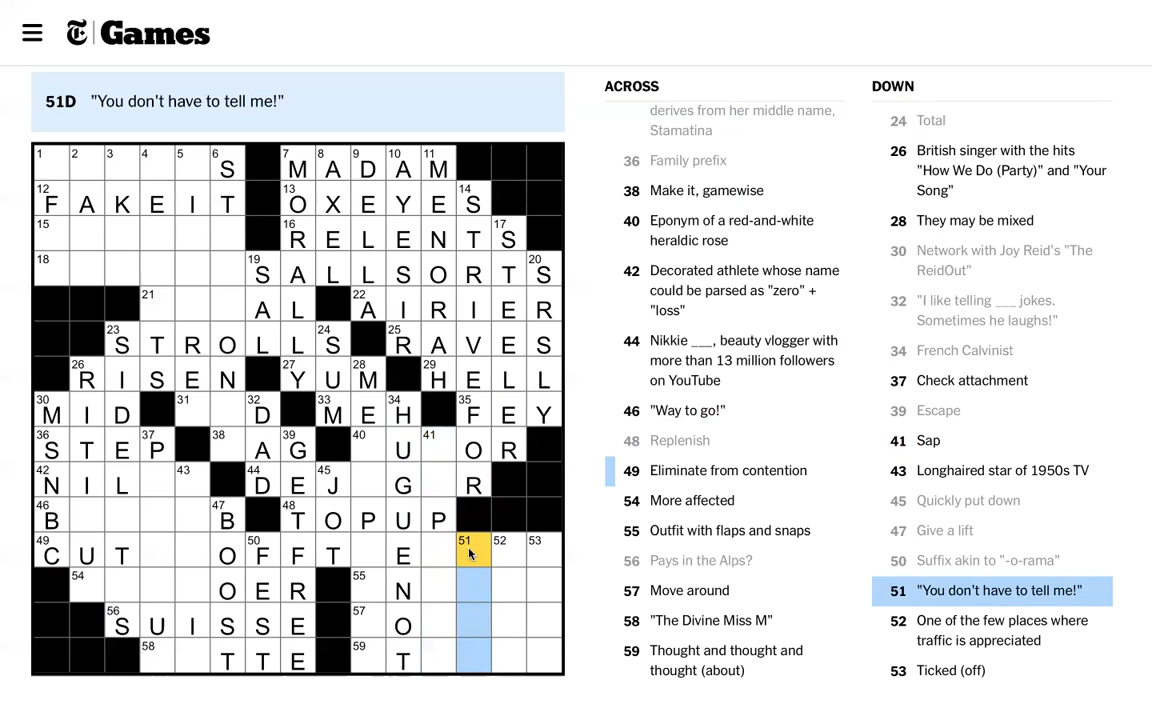 T Games
51D "You don't have to tell me!"
1 2 3 4 5 6 S 7 M 8 A 9 D 10 A 11 M
12 F A K E I T 13 O X E Y E 14 S
15 16 R E L E N T 17 S
18 19 S A L L S O R T 20 S
21 A L 22 A I R I E R
23 S T R O L L 24 S 25 R A V E S
26 R I S E N 27 Y U 28 M 29 H E L L
30 M I D 31 32 D 33 M E 34 H 35 F E Y
36 S T E 37 P 38 A 39 G 40 U 41 O R
42 N I L 43 44 D E 45 J G R
46 B 47 B 48 T O P U P
49 C U T O 50 F F T E 51 52 53
54 O E R 55 N
56 S U I S S E 57 O
58 T T E 59 T
ACROSS
derives from her middle name,
Stamatina
36 Family prefix
38 Make it, gamewise
40 Eponym of a red-and-white
heraldic rose
42 Decorated athlete whose name
could be parsed as "zero" +
"loss"
44 Nikkie ___, beauty vlogger with
more than 13 million followers
on YouTube
46 "Way to go!"
48 Replenish
49 Eliminate from contention
54 More affected
55 Outfit with flaps and snaps
56 Pays in the Alps?
57 Move around
58 "The Divine Miss M"
59 Thought and thought and
thought (about)
DOWN
24 Total
26 British singer with the hits
"How We Do (Party)" and "Your
Song"
28 They may be mixed
30 Network with Joy Reid's "The
ReidOut"
32 "I like telling ___ jokes.
Sometimes he laughs!"
34 French Calvinist
37 Check attachment
39 Escape
41 Sap
43 Longhaired star of 1950s TV
45 Quickly put down
47 Give a lift
50 Suffix akin to "-o-rama"
51 "You don't have to tell me!"
52 One of the few places where
traffic is appreciated
53 Ticked (off)